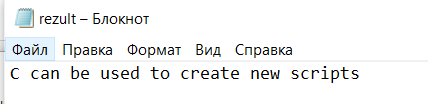 rezult – Блокнот
Файл Правка Формат Вид Справка
C can be used to create new scripts